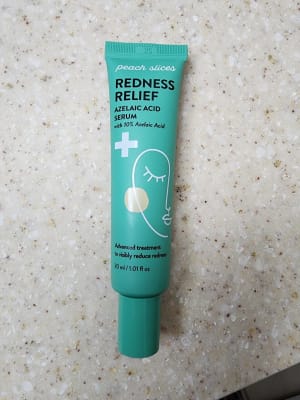 peach slices
REDNESS
RELIEF
AZELAIC ACID
SERUM
with 10% Azelaic Acid
Advanced treatment
to visibly reduce redness
30 ml / 1.01 fl oz